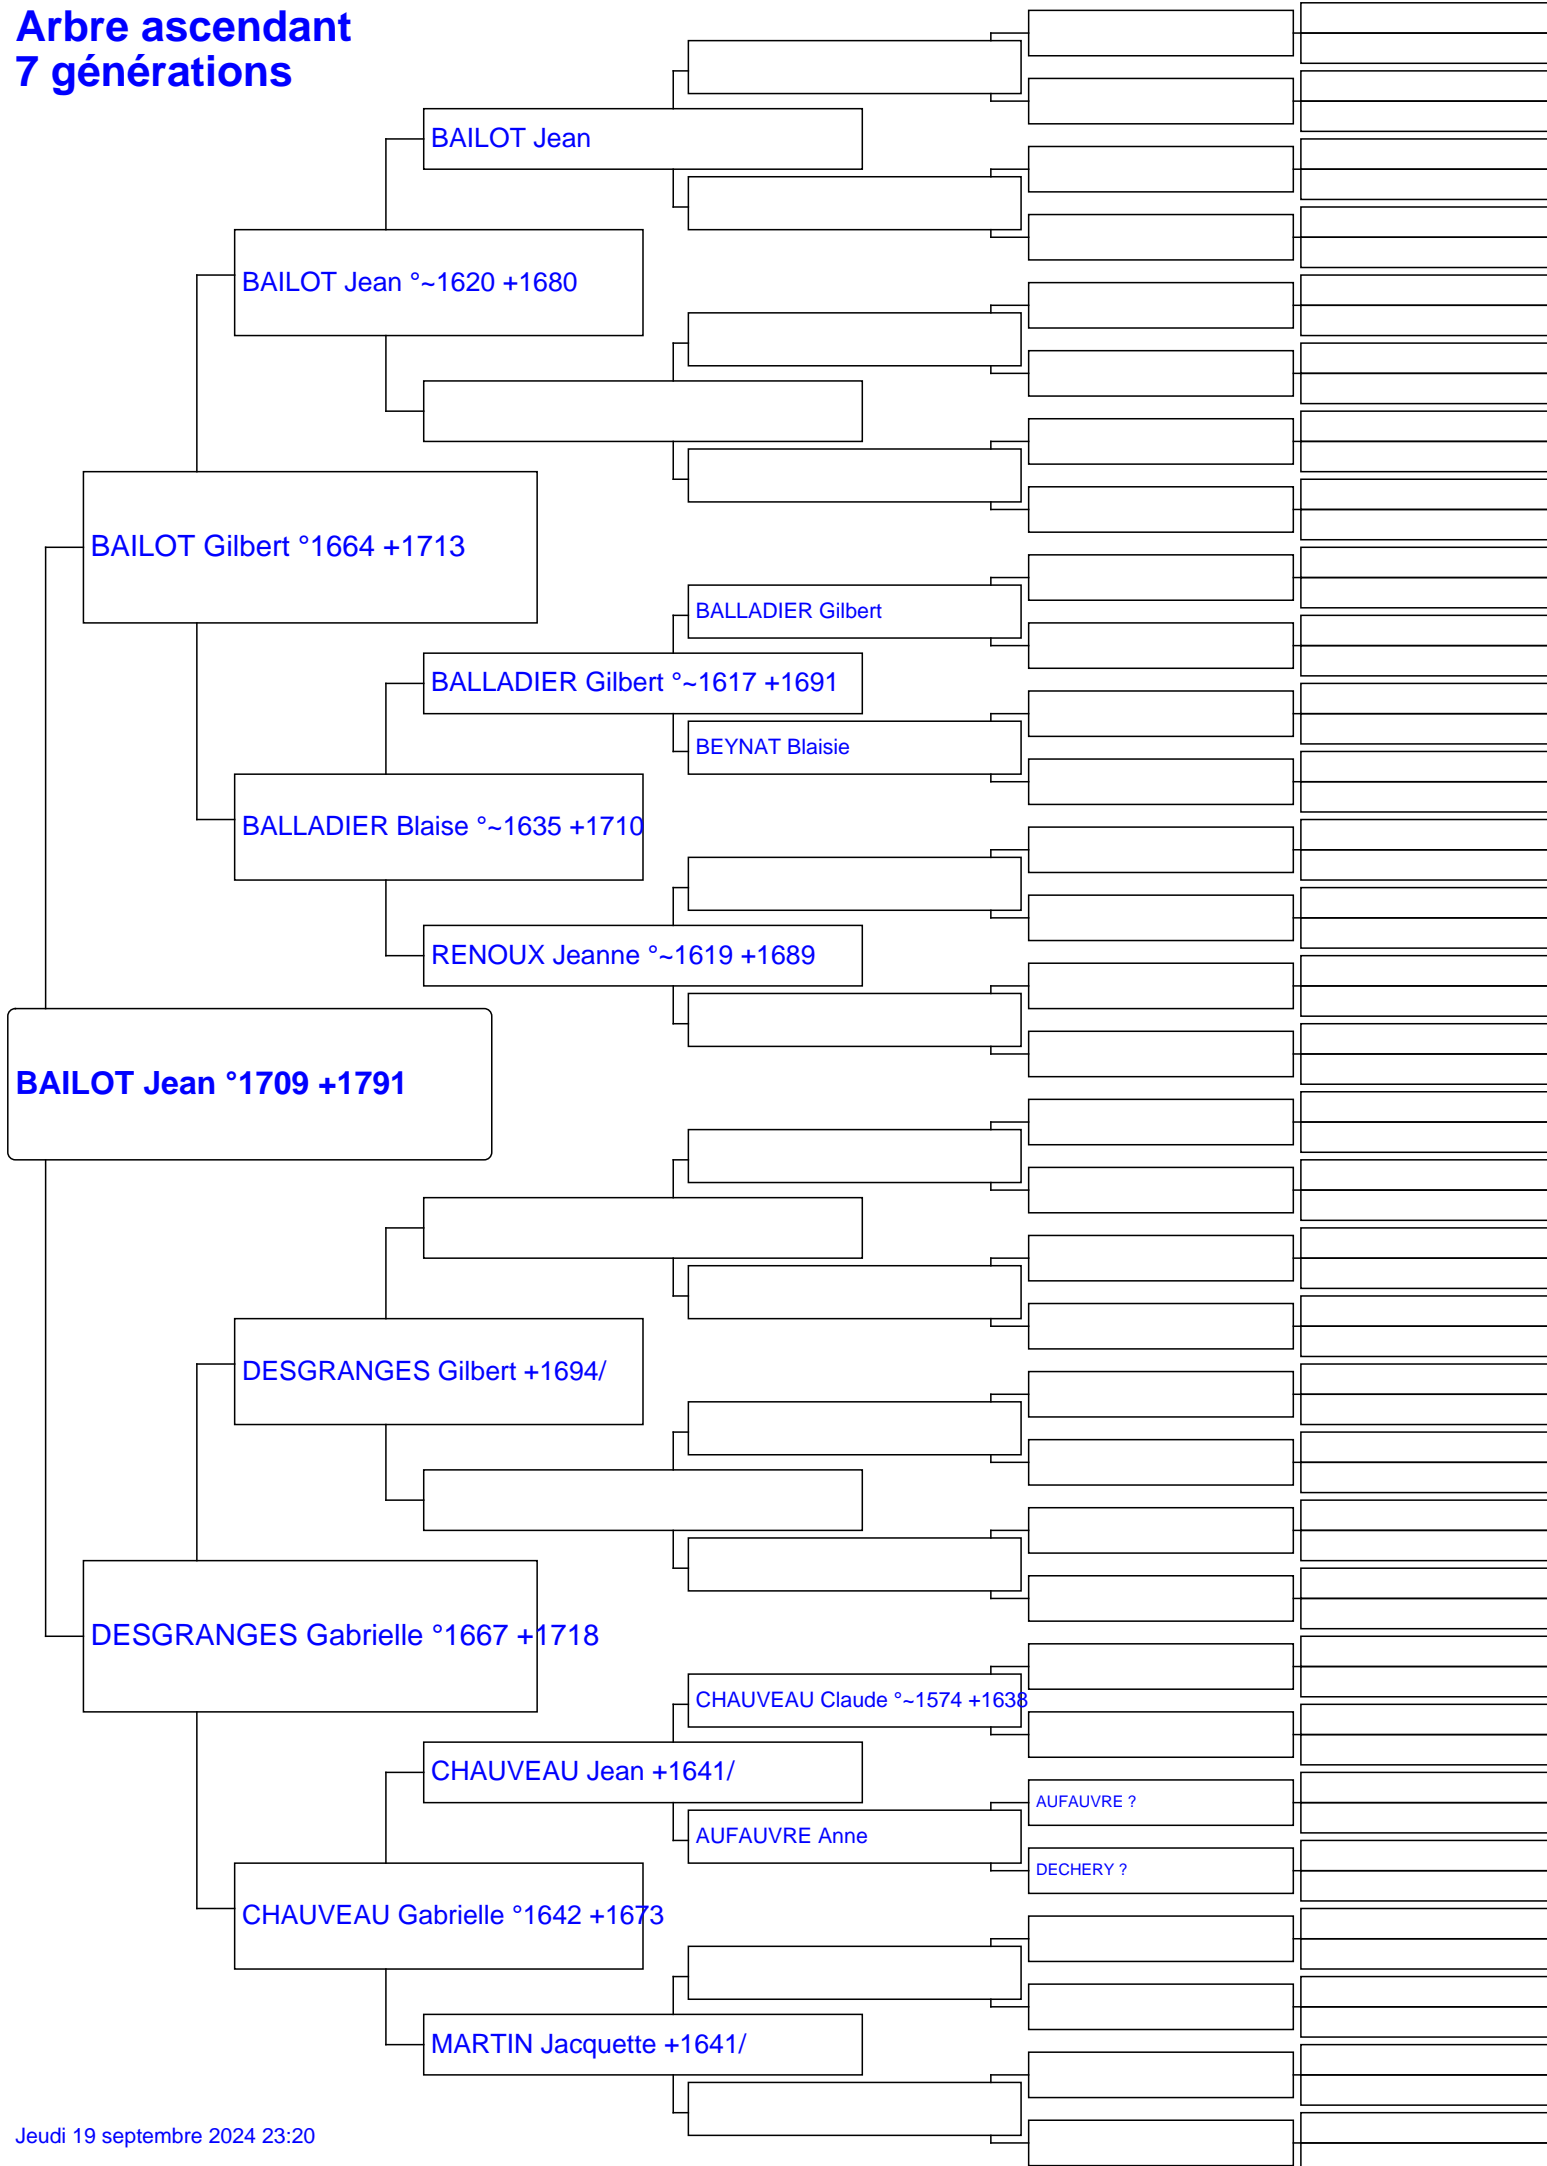 Arbre ascendant
7 générations
BAILOT Jean
BAILOT Jean °~1620 +1680
BAILOT Gilbert °1664 +1713
BALLADIER Gilbert
BALLADIER Gilbert °~1617 +1691
BEYNAT Blaisie
BALLADIER Blaise °~1635 +1710
RENOUX Jeanne °~1619 +1689
BAILOT Jean °1709 +1791
DESGRANGES Gilbert +1694/
DESGRANGES Gabrielle °1667 +1718
CHAUVEAU Claude °~1574 +1638
CHAUVEAU Jean +1641/
AUFAUVRE ?
AUFAUVRE Anne
DECHERY ?
CHAUVEAU Gabrielle °1642 +1673
MARTIN Jacquette +1641/
Jeudi 19 septembre 2024 23:20